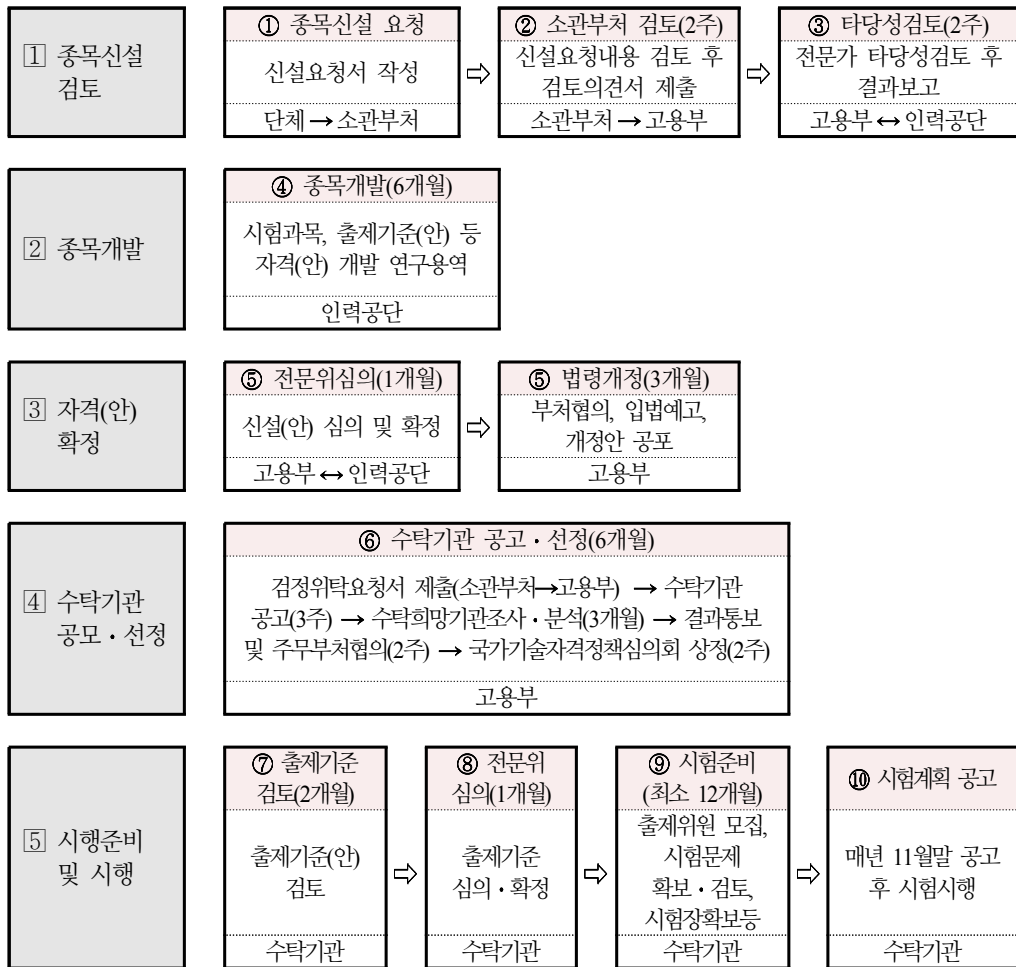 1 종목신설
검토
① 종목신설 요청
신설요청서 작성
단체 → 소관부처
⇨
② 소관부처 검토(2주)
신설요청내용 검토 후
검토의견서 제출
소관부처 → 고용부
⇨
③ 타당성검토(2주)
전문가 타당성검토 후
결과보고
고용부 ↔ 인력공단
2 종목개발
④ 종목개발(6개월)
시험과목, 출제기준(안) 등
자격(안) 개발 연구용역
인력공단
3 자격(안)
확정
⑤ 전문위심의(1개월)
신설(안) 심의 및 확정
고용부 ↔ 인력공단
⇨
⑤ 법령개정(3개월)
부처협의, 입법예고,
개정안 공포
고용부
4 수탁기관
공모・선정
⑥ 수탁기관 공고・선정(6개월)
검정위탁요청서 제출(소관부처→고용부) → 수탁기관
공고(3주) → 수탁희망기관조사・분석(3개월) → 결과통보
및 주무부처협의(2주) → 국가기술자격정책심의회 상정(2주)
고용부
5 시행준비
및 시행
⑦ 출제기준
검토(2개월)
출제기준(안)
검토
수탁기관
⇨
⑧ 전문위
심의(1개월)
출제기준
심의・확정
수탁기관
⇨
⑨ 시험준비
(최소 12개월)
출제위원 모집,
시험문제
확보・검토,
시험장확보등
수탁기관
⇨
⑩ 시험계획 공고
매년 11월말 공고
후 시험시행
수탁기관